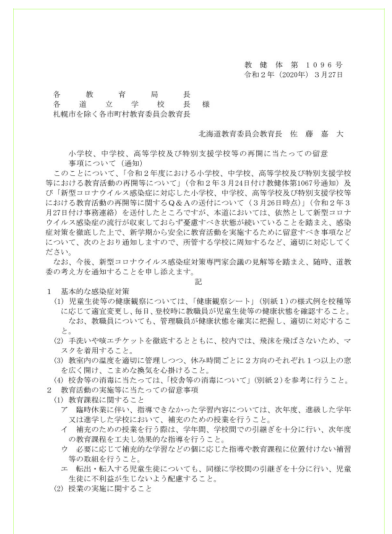 教健体第1096号
令和2年（2020年）3月27日
各教育局長
各道立学校長 様
札幌市を除く各市町村教育委員会教育長
北海道教育委員会教育長 佐藤嘉大
小学校、中学校、高等学校及び特別支援学校等の再開に当たっての留意
事項について（通知）
このことについて、「令和2年度における小学校、中学校、高等学校及び特別支援学校
等における教育活動の再開等について」（令和2年3月24日付け教健体第1067号通知）及
び「新型コロナウイルス感染症に対応した小学校、中学校、高等学校及び特別支援学校等
における教育活動の再開等に関するQ＆Aの送付について（3月26日時点）」（令和2年3
月27日付け事務連絡）を送付したところですが、本道においては、依然として新型コロナ
ウイルス感染症の流行が収束しておらず憂慮すべき状態が続いていることを踏まえ、感染
症対策を徹底した上で、新学期から安全に教育活動を実施するために留意すべき事項など
について、次のとおり通知しますので、所管する学校に周知するなど、適切に対応してく
ださい。
なお、今後、新型コロナウイルス感染症対策専門家会議の見解等を踏まえ、随時、道教
委の考え方を通知することを申し添えます。
記
1 基本的な感染症対策
(1) 児童生徒等の健康観察については、「健康観察シート」（別紙1）の様式例を校種等
に応じて適宜変更し、毎日、登校時に教職員が児童生徒等の健康状態を確認すること。
なお、教職員についても、管理職員が健康状態を確実に把握し、適切に対応するこ
と。
(2) 手洗いや咳エチケットを徹底するとともに、校内では、飛沫を飛ばさないため、マ
スクを着用すること。
(3) 教室内の温度を適切に管理しつつ、休み時間ごとに2方向のそれぞれ1つ以上の窓
を広く開け、こまめな換気を心掛けること。
(4) 校舎等の消毒に当たっては、「校舎等の消毒について」（別紙2）を参考に行うこと。
2 教育活動の実施等に当たっての留意事項
(1) 教育課程に関すること
ア 臨時休業に伴い、指導できなかった学習内容については、次年度、進級した学年
又は進学した学校において、補充のための授業を行うこと。
イ 補充のための授業を行う際は、学年間、学校間での引継ぎを十分に行い、次年度
の教育課程を工夫し効果的な指導を行うこと。
ウ 必要に応じて補充的な学習などの個に応じた指導や教育課程に位置付けない補習
等の取組を行うこと。
エ 転出・転入する児童生徒についても、同様に学校間の引継ぎを十分に行い、児童
生徒に不利益が生じないよう配慮すること。
(2) 授業の実施に関すること